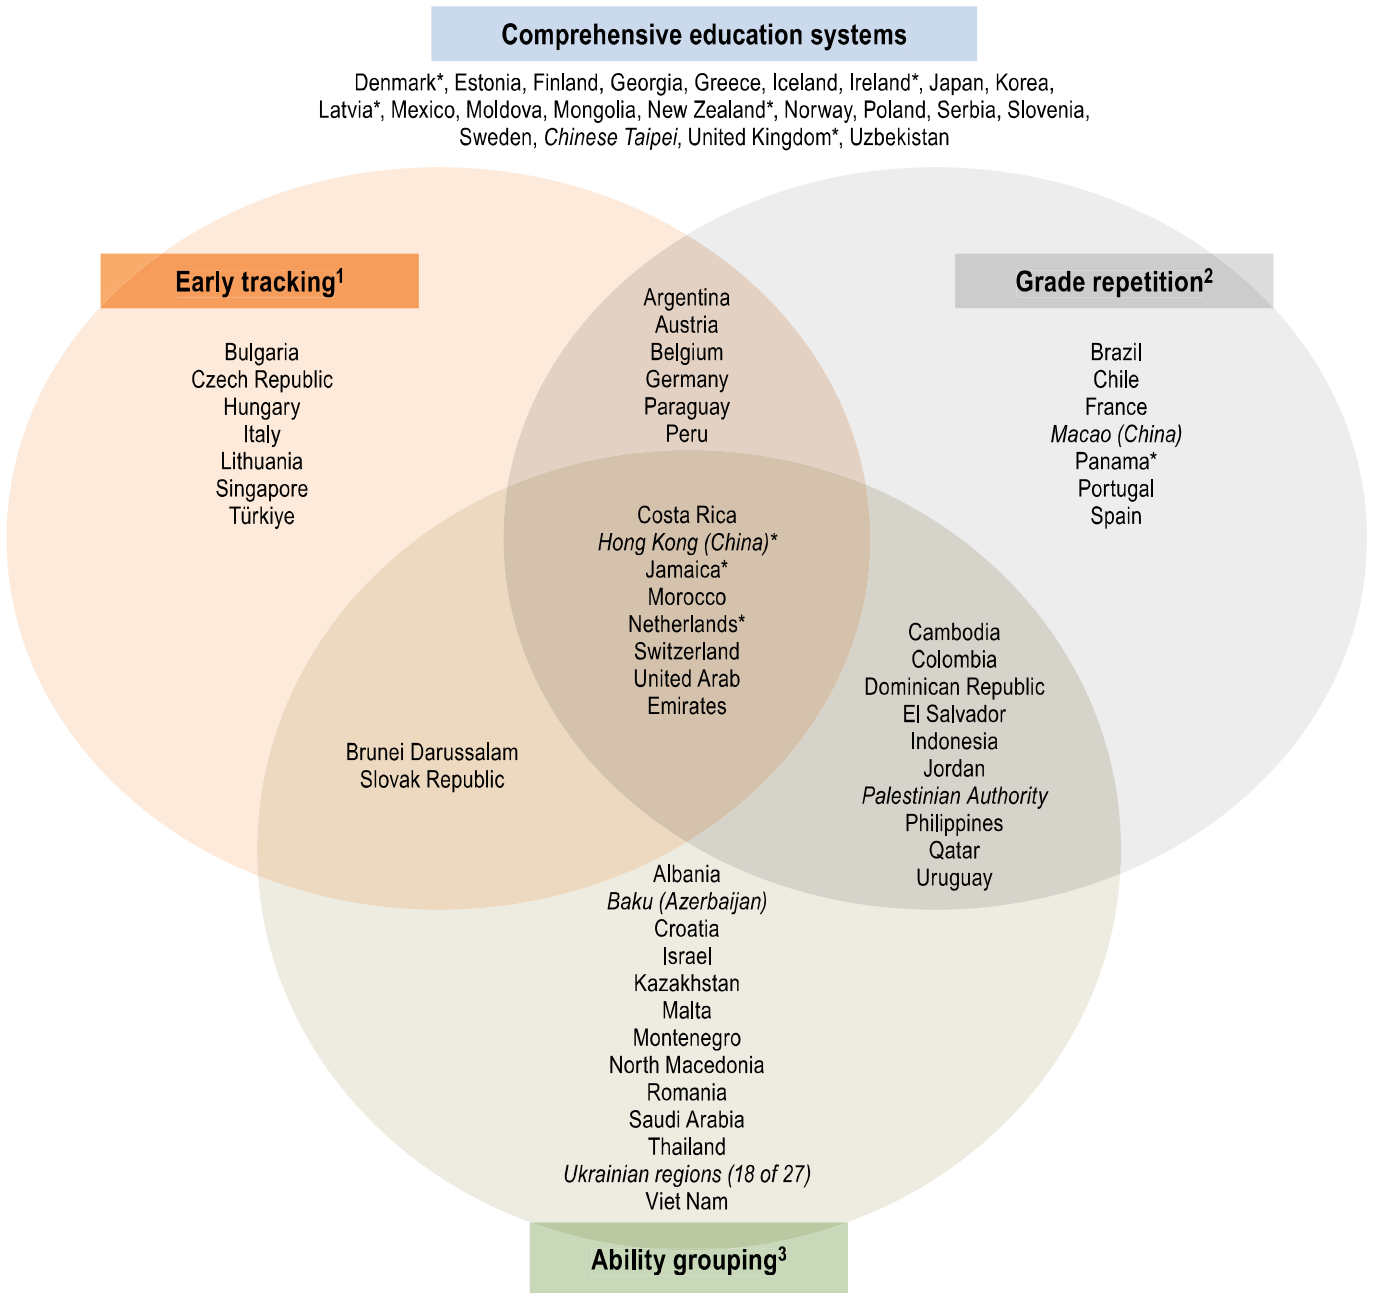 Comprehensive education systems
Denmark*, Estonia, Finland, Georgia, Greece, Iceland, Ireland*, Japan, Korea,
Latvia*, Mexico, Moldova, Mongolia, New Zealand*, Norway, Poland, Serbia, Slovenia,
Sweden, Chinese Taipei, United Kingdom*, Uzbekistan
Early tracking¹
Bulgaria
Czech Republic
Hungary
Italy
Lithuania
Singapore
Türkiye
Argentina
Austria
Belgium
Germany
Paraguay
Peru
Grade repetition²
Brazil
Chile
France
Macao (China)
Panama*
Portugal
Spain
Costa Rica
Hong Kong (China)*
Jamaica*
Morocco
Netherlands*
Switzerland
United Arab
Emirates
Cambodia
Colombia
Dominican Republic
El Salvador
Indonesia
Jordan
Palestinian Authority
Philippines
Qatar
Uruguay
Brunei Darussalam
Slovak Republic
Albania
Baku (Azerbaijan)
Croatia
Israel
Kazakhstan
Malta
Montenegro
North Macedonia
Romania
Saudi Arabia
Thailand
Ukrainian regions (18 of 27)
Viet Nam
Ability grouping³